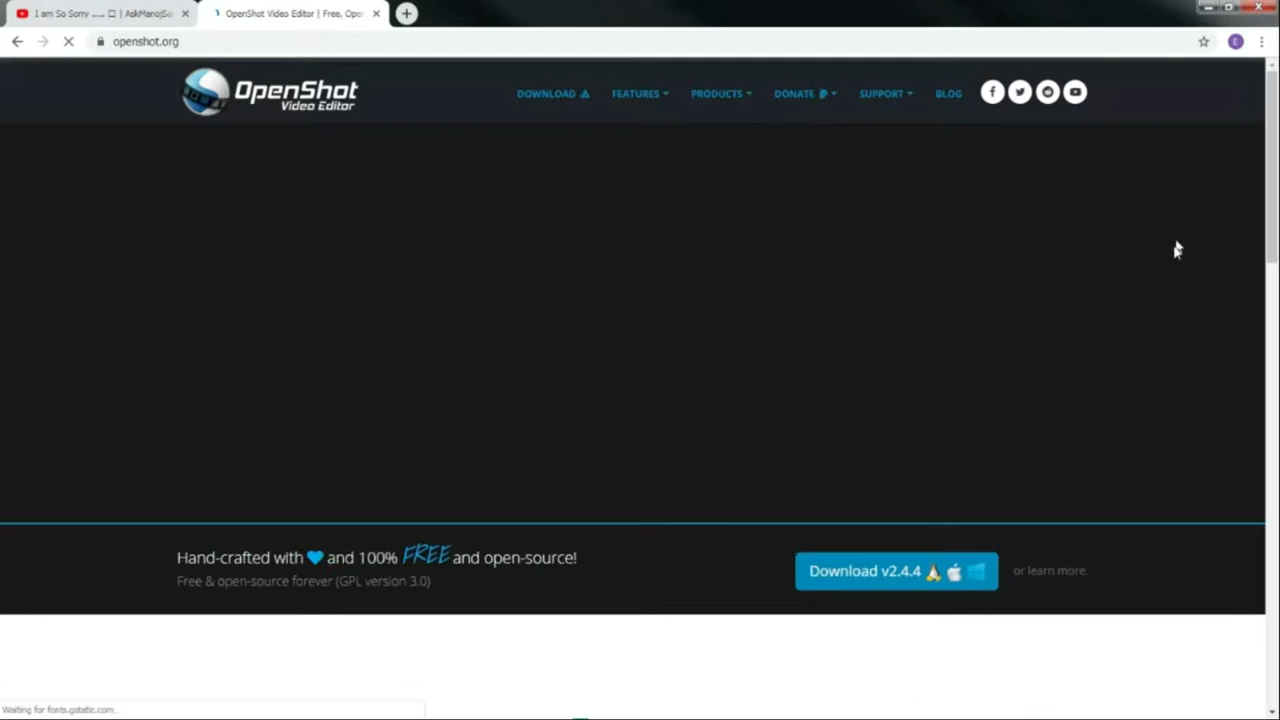 I am So Sorry ..... □ | AskManojSa
OpenShot Video Editor | Free, Ope
openshot.org
E
OpenShot
Video Editor
DOWNLOAD
FEATURES
PRODUCTS
DONATE
SUPPORT
BLOG
Hand-crafted with ♥ and 100% FREE and open-source!
Free & open-source forever (GPL version 3.0)
Download v2.4.4
or learn more.
Waiting for fonts.gstatic.com...